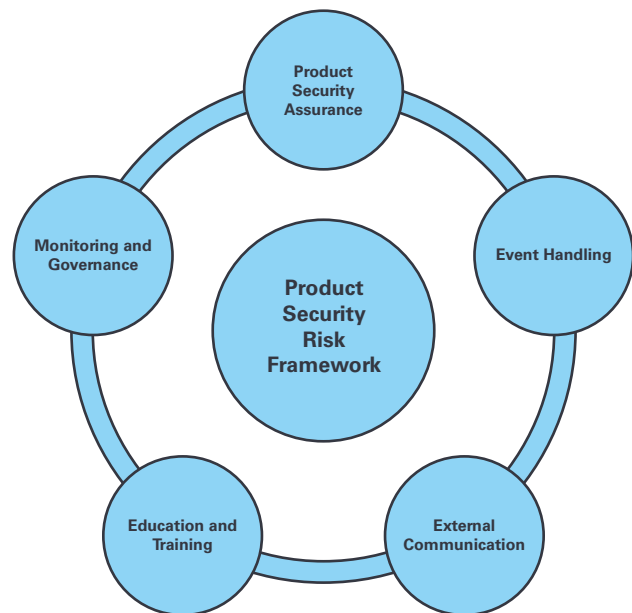 Product
Security
Assurance
Monitoring and
Governance
Event Handling
Product
Security
Risk
Framework
Education and
Training
External
Communication